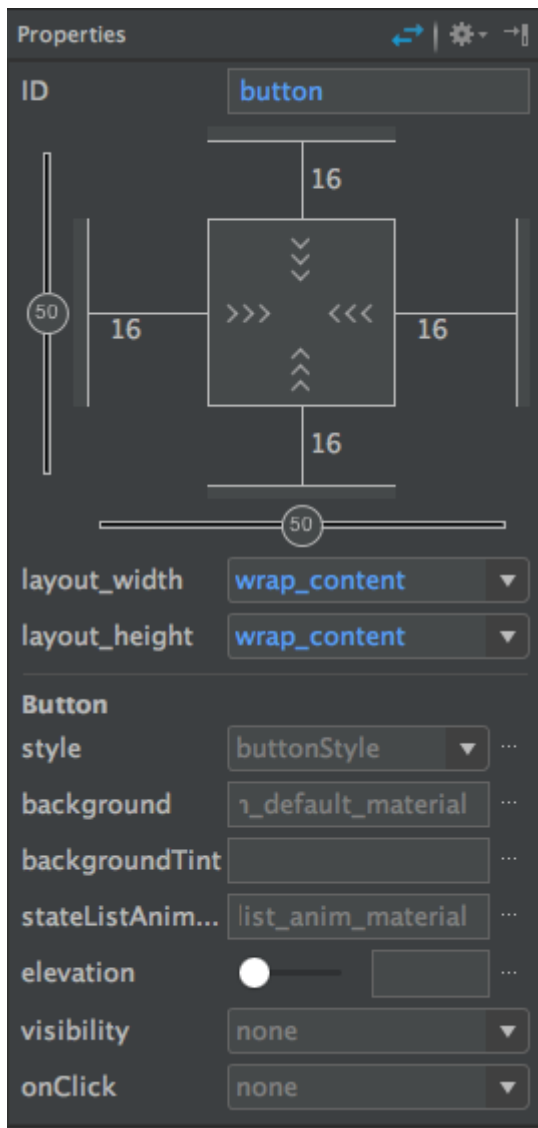 Properties
ID button
16
50
16
16
16
50
layout_width wrap_content
layout_height wrap_content
Button
style buttonStyle ...
background _default_material ...
backgroundTint ...
stateListAnim... list_anim_material ...
elevation ...
visibility none
onClick none